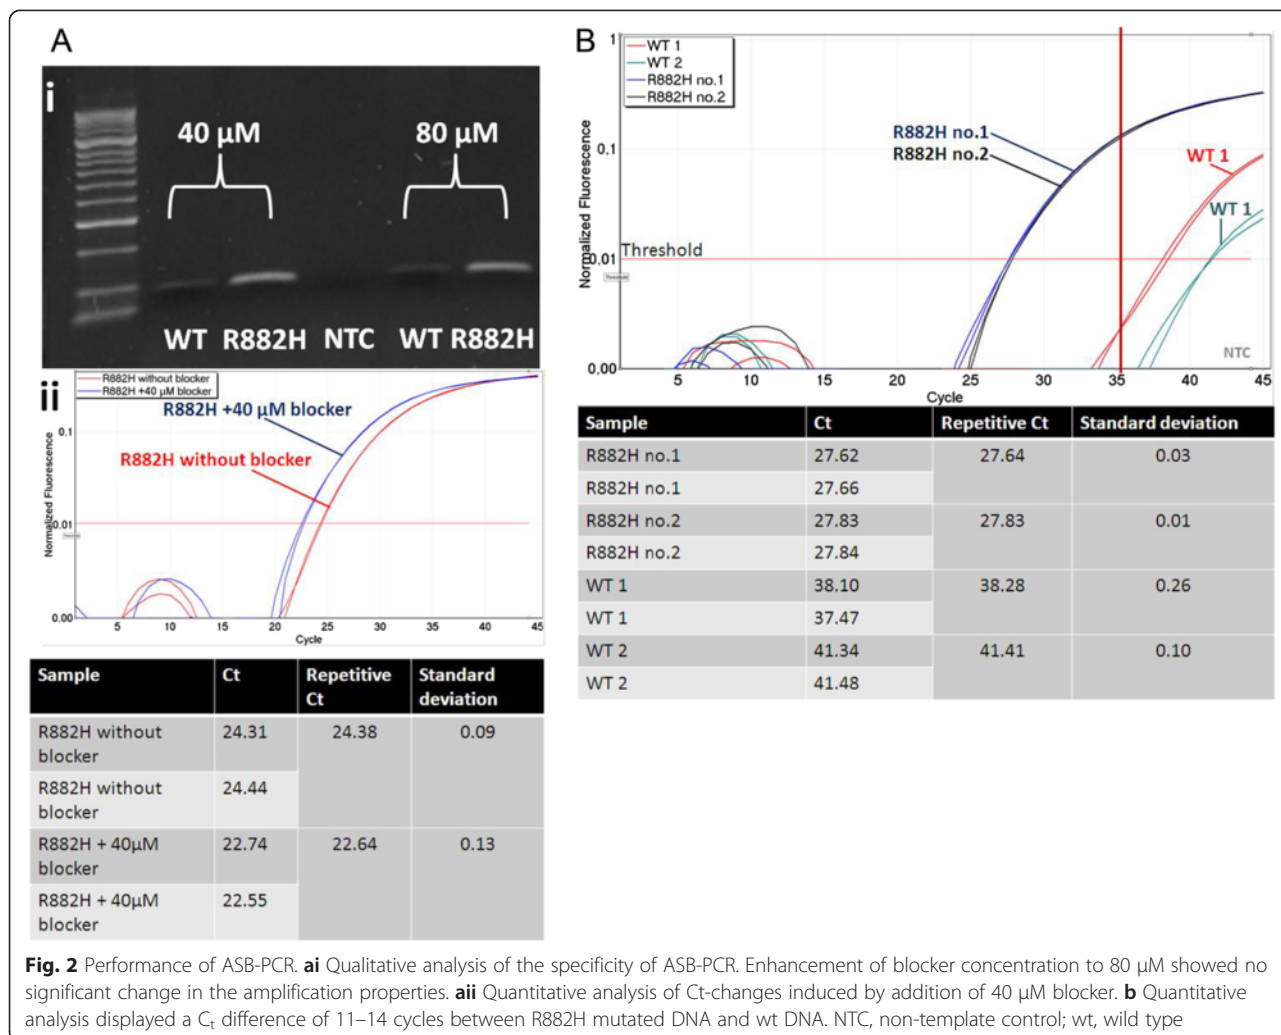 A
i
40 µM
80 µM
WT R882H NTC WT R882H
ii
R882H without blocker
R882H +40 µM blocker
R882H +40 µM blocker
R882H without blocker
Normalized Fluorescence
0.1
0.01
Threshold
0.00
5 10 15 20 25 30 35 40 45
Cycle
Sample Ct Repetitive Ct Standard deviation
R882H without blocker 24.31 24.38 0.09
R882H without blocker 24.44
R882H + 40µM blocker 22.74 22.64 0.13
R882H + 40µM blocker 22.55
B
WT 1
WT 2
R882H no.1
R882H no.2
R882H no.1
R882H no.2
WT 1
WT 1
Threshold
Normalized Fluorescence
1
0.1
0.01
Threshold
0.00
NTC
5 10 15 20 25 30 35 40 45
Cycle
Sample Ct Repetitive Ct Standard deviation
R882H no.1 27.62 27.64 0.03
R882H no.1 27.66
R882H no.2 27.83 27.83 0.01
R882H no.2 27.84
WT 1 38.10 38.28 0.26
WT 1 37.47
WT 2 41.34 41.41 0.10
WT 2 41.48
Fig. 2 Performance of ASB-PCR. ai Qualitative analysis of the specificity of ASB-PCR. Enhancement of blocker concentration to 80 µM showed no
significant change in the amplification properties. aii Quantitative analysis of Ct-changes induced by addition of 40 µM blocker. b Quantitative
analysis displayed a Ct difference of 11–14 cycles between R882H mutated DNA and wt DNA. NTC, non-template control; wt, wild type